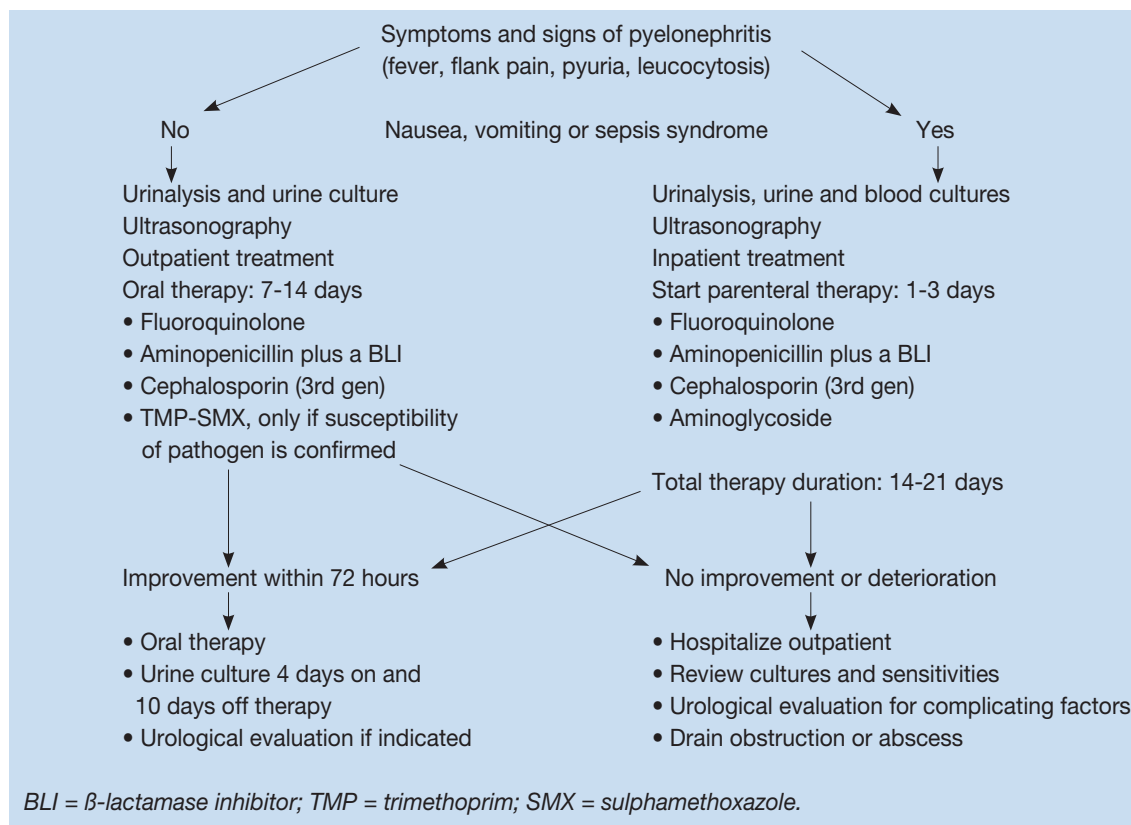 Symptoms and signs of pyelonephritis
(fever, flank pain, pyuria, leucocytosis)
No
Nausea, vomiting or sepsis syndrome
Yes
Urinalysis and urine culture
Ultrasonography
Outpatient treatment
Oral therapy: 7-14 days
• Fluoroquinolone
• Aminopenicillin plus a BLI
• Cephalosporin (3rd gen)
• TMP-SMX, only if susceptibility
of pathogen is confirmed
Urinalysis, urine and blood cultures
Ultrasonography
Inpatient treatment
Start parenteral therapy: 1-3 days
• Fluoroquinolone
• Aminopenicillin plus a BLI
• Cephalosporin (3rd gen)
• Aminoglycoside
Total therapy duration: 14-21 days
Improvement within 72 hours
• Oral therapy
• Urine culture 4 days on and
10 days off therapy
• Urological evaluation if indicated
No improvement or deterioration
• Hospitalize outpatient
• Review cultures and sensitivities
• Urological evaluation for complicating factors
• Drain obstruction or abscess
BLI = ß-lactamase inhibitor; TMP = trimethoprim; SMX = sulphamethoxazole.